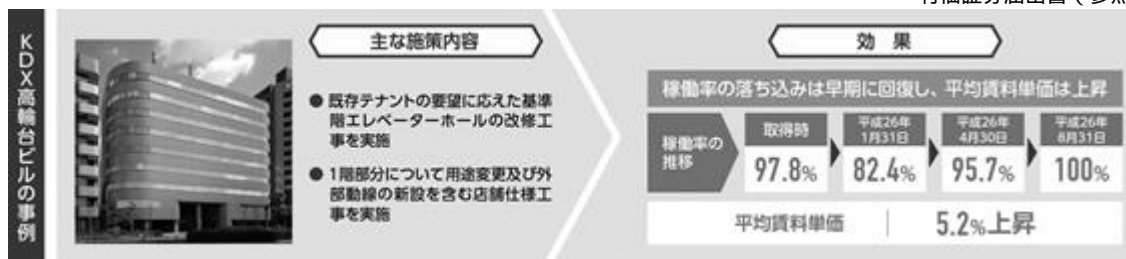 KDX高輪台ビルの事例
主な施策内容
● 既存テナントの要望に応えた基準
階エレベーターホールの改修工
事を実施
● 1階部分について用途変更及び外
部動線の新設を含む店舗仕様工
事を実施
効果
稼働率の落ち込みは早期に回復し、平均賃料単価は上昇
稼働率の
推移
取得時
97.8%
平成26年
1月31日
82.4%
平成26年
4月30日
95.7%
平成26年
8月31日
100%
平均賃料単価
5.2%上昇